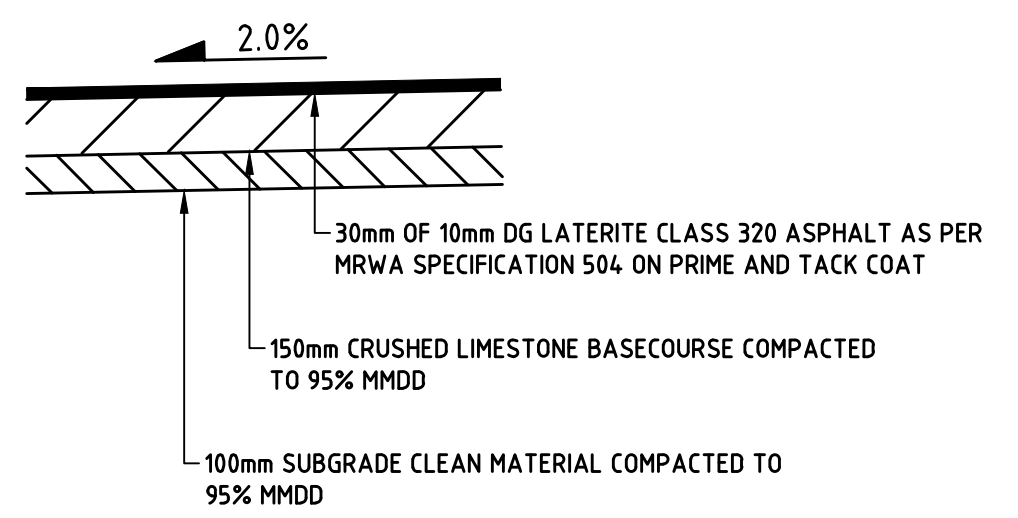 2.0%
30mm OF 10mm DG LATERITE CLASS 320 ASPHALT AS PER
MRWA SPECIFICATION 504 ON PRIME AND TACK COAT
150mm CRUSHED LIMESTONE BASECOURSE COMPACTED
TO 95% MMDD
100mm SUBGRADE CLEAN MATERIAL COMPACTED TO
95% MMDD